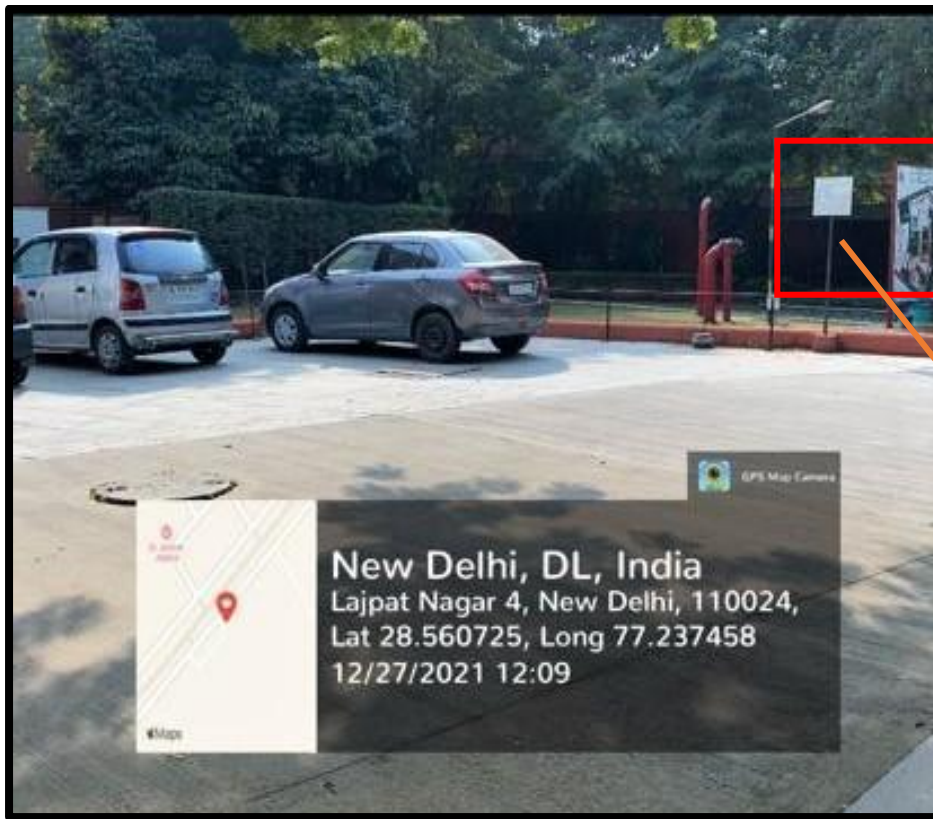 GPS Map Camera
New Delhi, DL, India
Lajpat Nagar 4, New Delhi, 110024,
Lat 28.560725, Long 77.237458
12/27/2021 12:09
Maps